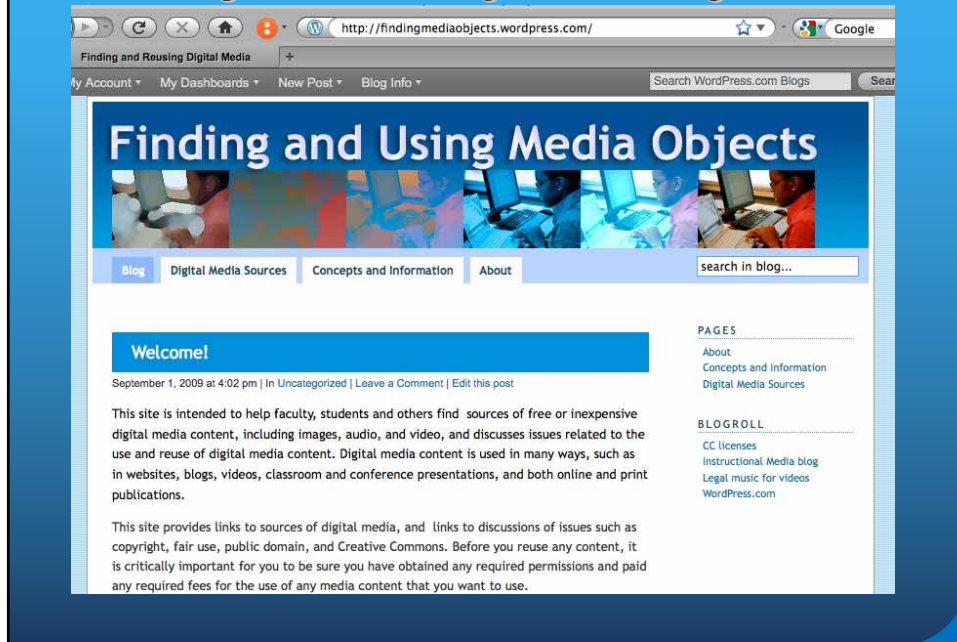 http://findingmediaobjects.wordpress.com/
Google
Finding and Reusing Digital Media +
My Account My Dashboards New Post Blog Info Search WordPress.com Blogs
Finding and Using Media Objects
Blog Digital Media Sources Concepts and Information About search in blog...
Welcome!
September 1, 2009 at 4:02 pm | In Uncategorized | Leave a Comment | Edit this post
This site is intended to help faculty, students and others find sources of free or inexpensive
digital media content, including images, audio, and video, and discusses issues related to the
use and reuse of digital media content. Digital media content is used in many ways, such as
in websites, blogs, videos, classroom and conference presentations, and both online and print
publications.
This site provides links to sources of digital media, and links to discussions of issues such as
copyright, fair use, public domain, and Creative Commons. Before you reuse any content, it
is critically important for you to be sure you have obtained any required permissions and paid
any required fees for the use of any media content that you want to use.
PAGES
About
Concepts and Information
Digital Media Sources
BLOGROLL
CC licenses
Instructional Media blog
Legal music for videos
WordPress.com